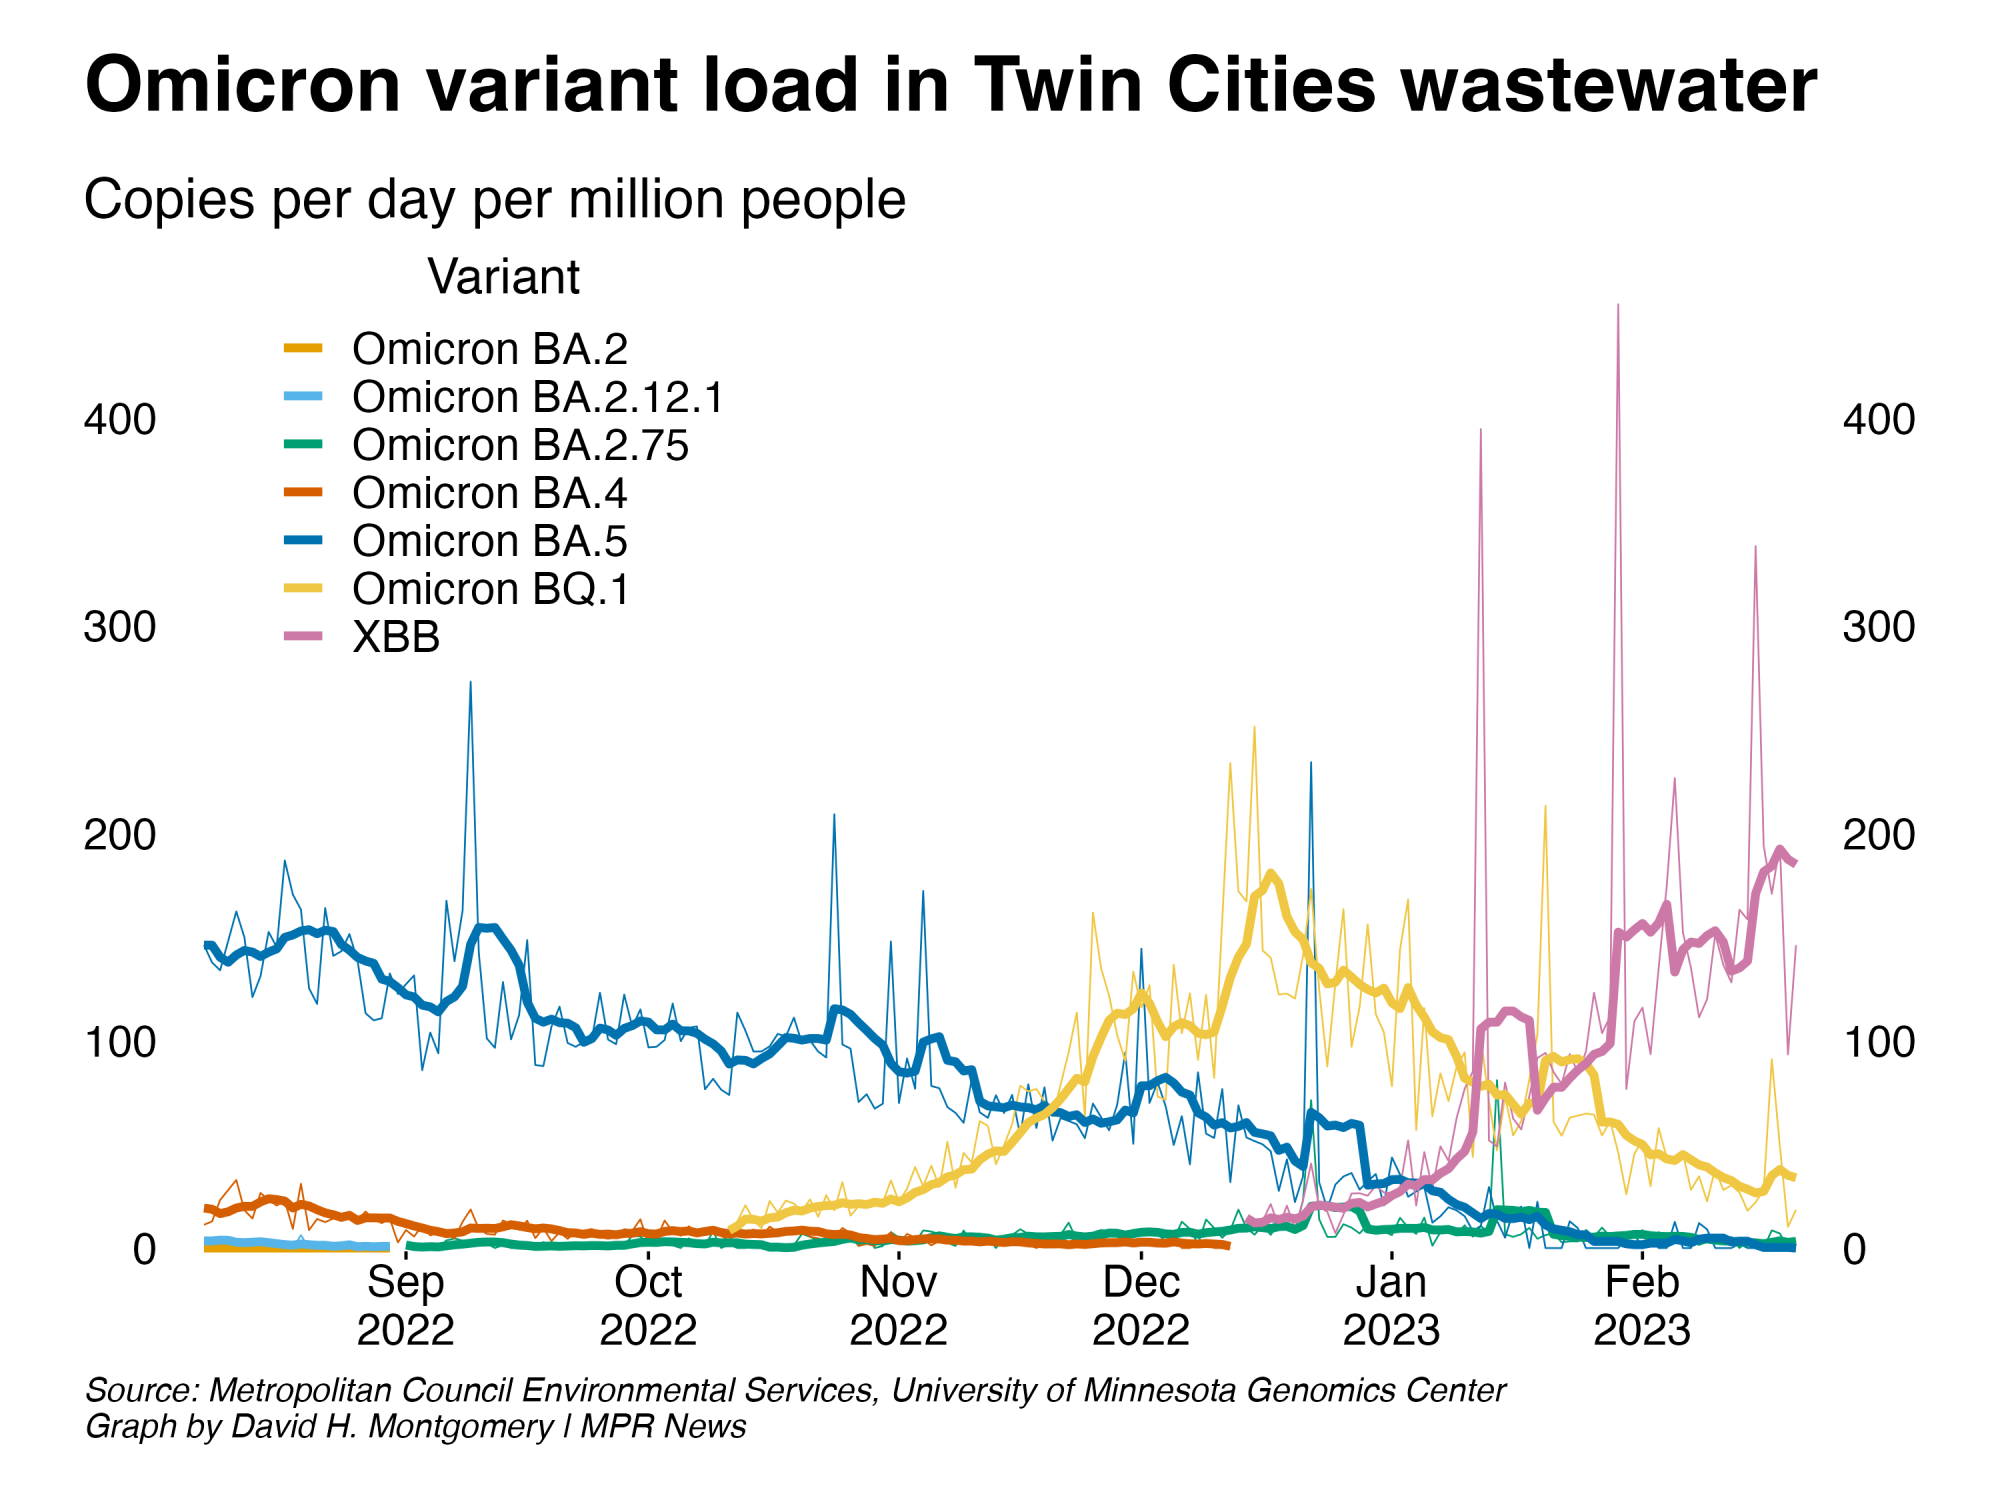 Omicron variant load in Twin Cities wastewater
Copies per day per million people
Variant
Omicron BA.2
Omicron BA.2.12.1
Omicron BA.2.75
Omicron BA.4
Omicron BA.5
Omicron BQ.1
XBB
400
300
200
100
0
400
300
200
100
0
Sep 2022
Oct 2022
Nov 2022
Dec 2022
Jan 2023
Feb 2023
Source: Metropolitan Council Environmental Services, University of Minnesota Genomics Center
Graph by David H. Montgomery | MPR News